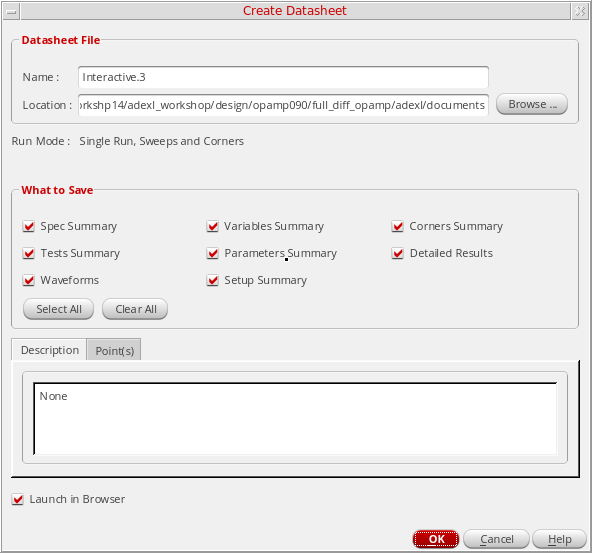 Create Datasheet
Datasheet File
Name : Interactive.3
Location : orkshp14/adexl_workshop/design/opamp090/full_diff_opamp/adexl/documents Browse ...
Run Mode : Single Run, Sweeps and Corners
What to Save
Spec Summary Variables Summary Corners Summary
Tests Summary Parameters Summary Detailed Results
Waveforms Setup Summary
Select All Clear All
Description Point(s)
None
Launch in Browser
OK Cancel Help